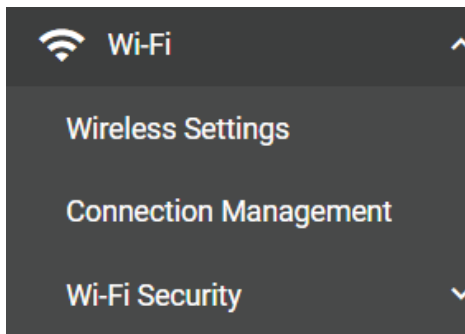 Wi-Fi
Wireless Settings
Connection Management
Wi-Fi Security